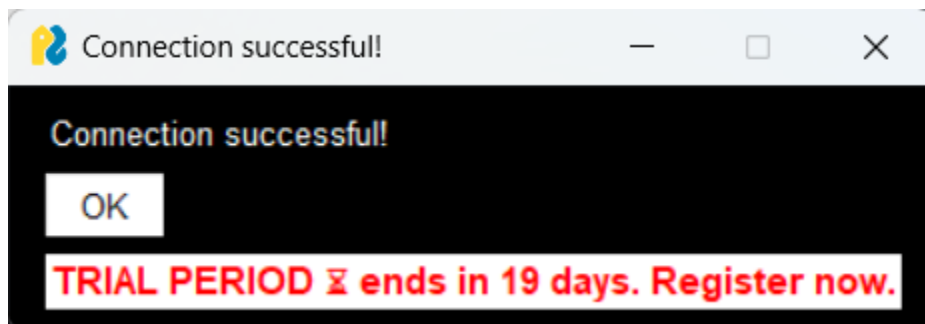 Connection successful!
Connection successful!
OK
TRIAL PERIOD ⌛ ends in 19 days. Register now.